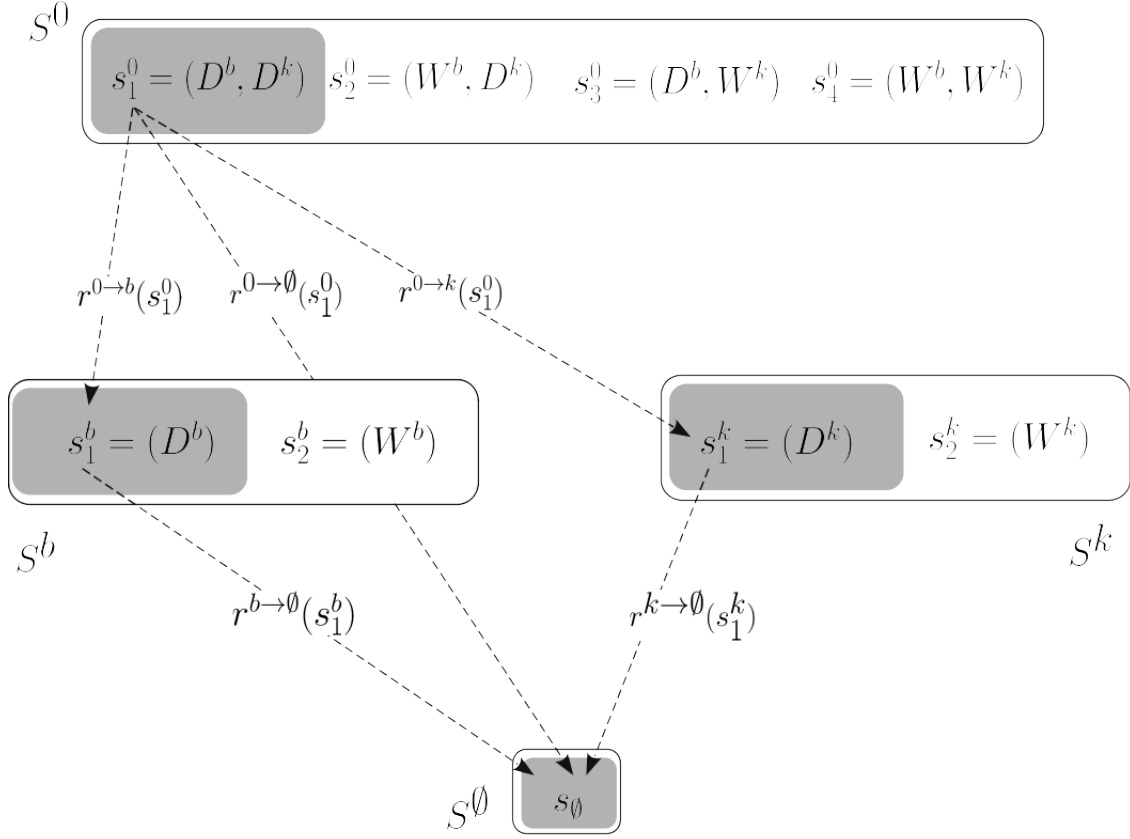 S^0
s_1^0 = (D^b, D^k) s_2^0 = (W^b, D^k) s_3^0 = (D^b, W^k) s_4^0 = (W^b, W^k)
r^{0→b}(s_1^0) r^{0→∅}(s_1^0) r^{0→k}(s_1^0)
s_1^b = (D^b) s_2^b = (W^b) s_1^k = (D^k) s_2^k = (W^k)
S^b S^k
r^{b→∅}(s_1^b) r^{k→∅}(s_1^k)
S^∅ s_∅